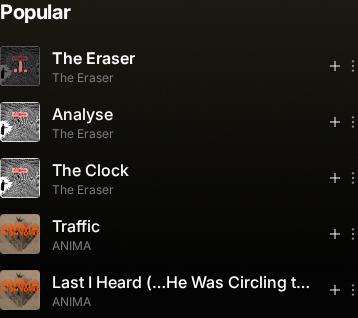 Popular
The Eraser
The Eraser
Analyse
The Eraser
The Clock
The Eraser
Traffic
ANIMA
Last I Heard (...He Was Circling t...
ANIMA